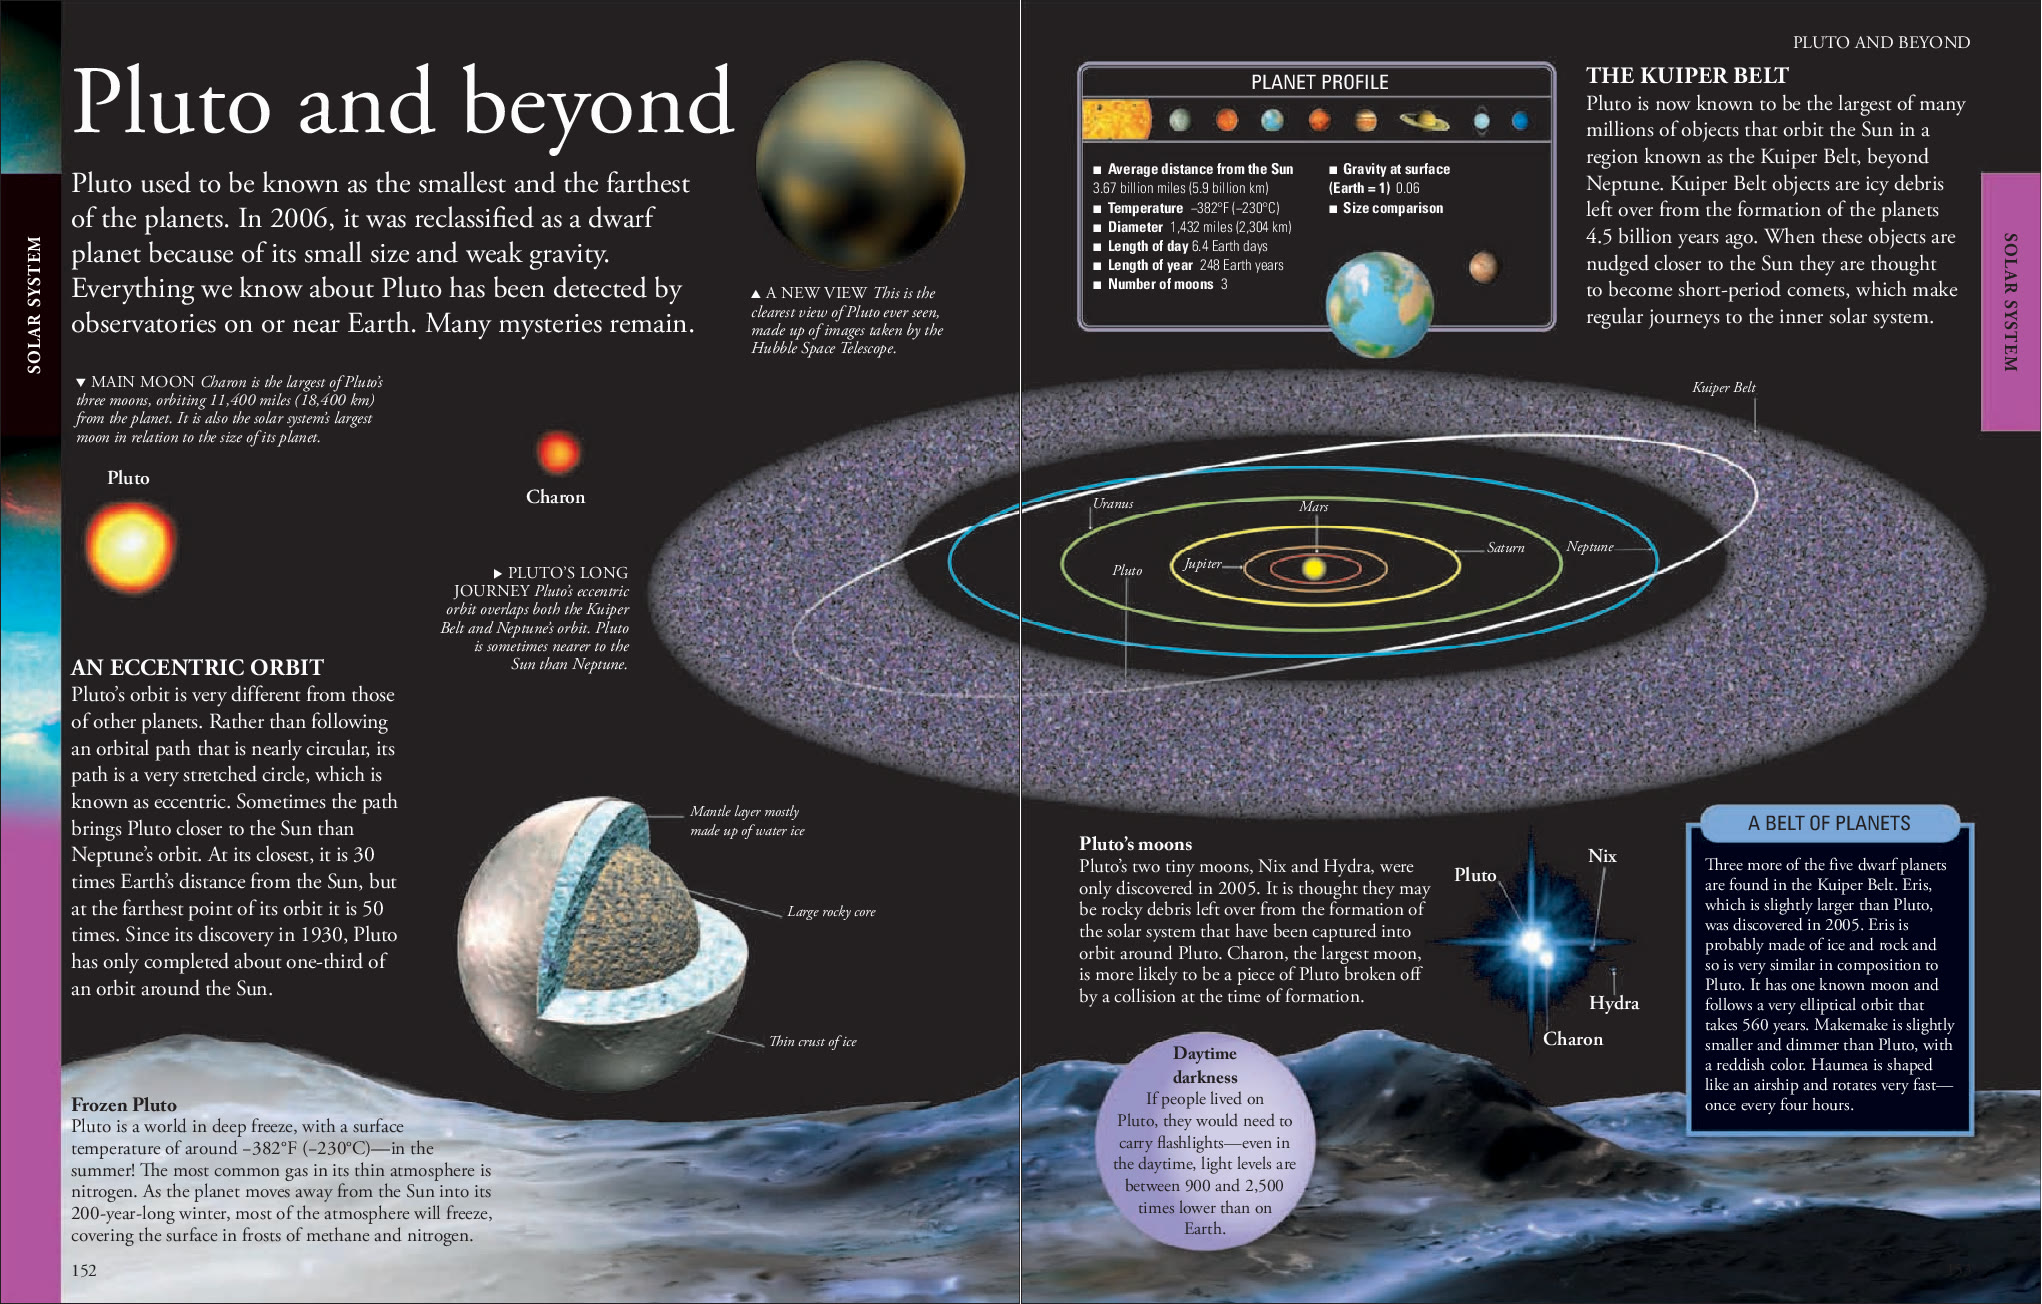 Pluto and beyond
Pluto used to be known as the smallest and the farthest
of the planets. In 2006, it was reclassified as a dwarf
planet because of its small size and weak gravity.
Everything we know about Pluto has been detected by
observatories on or near Earth. Many mysteries remain.
SOLAR SYSTEM
▲ A NEW VIEW This is the
clearest view of Pluto ever seen,
made up of images taken by the
Hubble Space Telescope.
▼ MAIN MOON Charon is the largest of Pluto's
three moons, orbiting 11,400 miles (18,400 km)
from the planet. It is also the solar system's largest
moon in relation to the size of its planet.
Pluto
Charon
▶ PLUTO'S LONG
JOURNEY Pluto's eccentric
orbit overlaps both the Kuiper
Belt and Neptune's orbit. Pluto
is sometimes nearer to the
Sun than Neptune.
AN ECCENTRIC ORBIT
Pluto's orbit is very different from those
of other planets. Rather than following
an orbital path that is nearly circular, its
path is a very stretched circle, which is
known as eccentric. Sometimes the path
brings Pluto closer to the Sun than
Neptune's orbit. At its closest, it is 30
times Earth's distance from the Sun, but
at the farthest point of its orbit it is 50
times. Since its discovery in 1930, Pluto
has only completed about one-third of
an orbit around the Sun.
Mantle layer mostly
made up of water ice
Large rocky core
Thin crust of ice
Frozen Pluto
Pluto is a world in deep freeze, with a surface
temperature of around –382°F (–230°C)—in the
summer! The most common gas in its thin atmosphere is
nitrogen. As the planet moves away from the Sun into its
200-year-long winter, most of the atmosphere will freeze,
covering the surface in frosts of methane and nitrogen.
152
PLUTO AND BEYOND
PLANET PROFILE
■ Average distance from the Sun
3.67 billion miles (5.9 billion km)
■ Temperature –382°F (–230°C)
■ Diameter 1,432 miles (2,304 km)
■ Length of day 6.4 Earth days
■ Length of year 248 Earth years
■ Number of moons 3
■ Gravity at surface
(Earth = 1) 0.06
■ Size comparison
THE KUIPER BELT
Pluto is now known to be the largest of many
millions of objects that orbit the Sun in a
region known as the Kuiper Belt, beyond
Neptune. Kuiper Belt objects are icy debris
left over from the formation of the planets
4.5 billion years ago. When these objects are
nudged closer to the Sun they are thought
to become short-period comets, which make
regular journeys to the inner solar system.
SOLAR SYSTEM
Kuiper Belt
Uranus
Mars
Saturn
Neptune
Jupiter
Pluto
Pluto's moons
Pluto's two tiny moons, Nix and Hydra, were
only discovered in 2005. It is thought they may
be rocky debris left over from the formation of
the solar system that have been captured into
orbit around Pluto. Charon, the largest moon,
is more likely to be a piece of Pluto broken off
by a collision at the time of formation.
Pluto
Nix
Hydra
Charon
Daytime
darkness
If people lived on
Pluto, they would need to
carry flashlights—even in
the daytime, light levels are
between 900 and 2,500
times lower than on
Earth.
A BELT OF PLANETS
Three more of the five dwarf planets
are found in the Kuiper Belt. Eris,
which is slightly larger than Pluto,
was discovered in 2005. Eris is
probably made of ice and rock and
so is very similar in composition to
Pluto. It has one known moon and
follows a very elliptical orbit that
takes 560 years. Makemake is slightly
smaller and dimmer than Pluto, with
a reddish color. Haumea is shaped
like an airship and rotates very fast—
once every four hours.